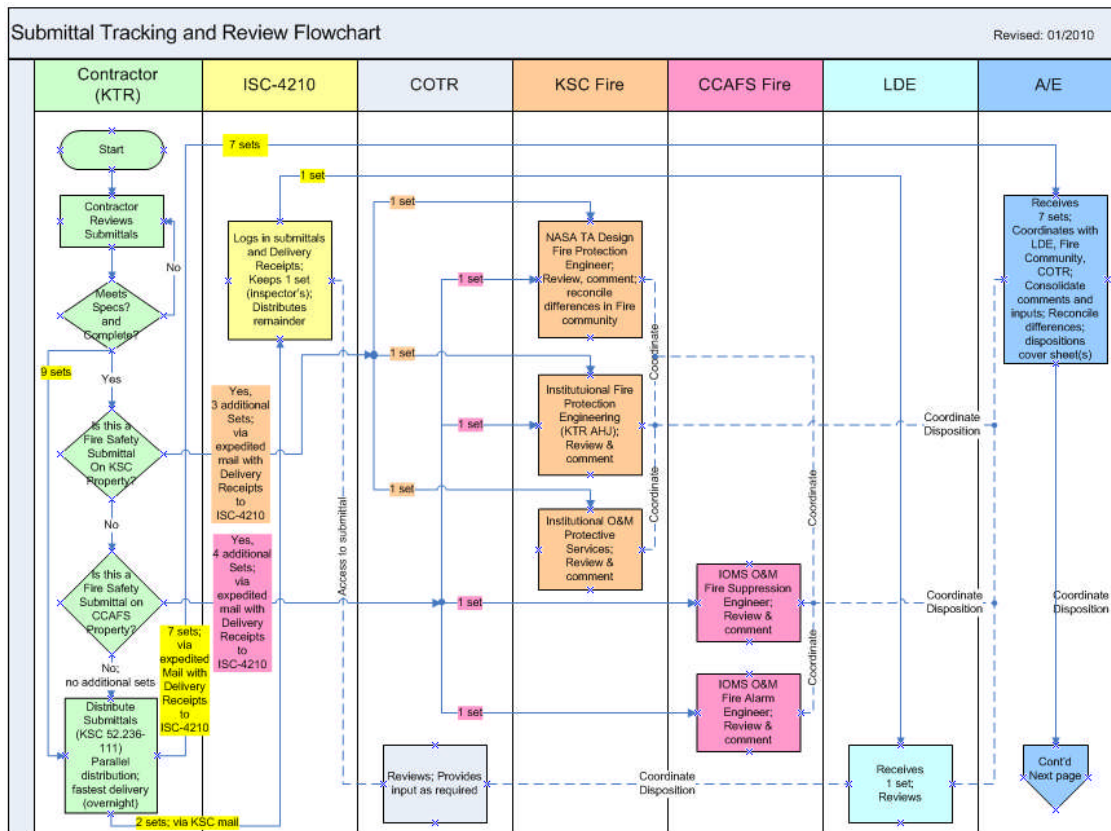 Submittal Tracking and Review Flowchart
Revised: 01/2010
Contractor
(KTR)
ISC-4210
COTR
KSC Fire
CCAFS Fire
LDE
A/E
Start
Contractor
Reviews
Submittals
No
Meets
Specs?
and
Complete?
9 sets
Yes
Is this a
Fire Safety
Submittal
On KSC
Property?
No
Is this a
Fire Safety
Submittal on
CCAFS
Property?
No;
no additional sets
Distribute
Submittals
(KSC 52.236-
111)
Parallel
distribution;
fastest delivery
(overnight)
7 sets
7 sets;
via
expedited
Mail with
Delivery
Receipts
to
ISC-4210
2 sets; via KSC mail
Logs in submittals
and Delivery
Receipts;
Keeps 1 set
(inspector's);
Distributes
remainder
Yes,
3 additional
Sets;
via
expedited
mail with
Delivery
Receipts
to
ISC-4210
Yes,
4 additional
Sets;
via
expedited
mail with
Delivery
Receipts
to
ISC-4210
1 set
Access to submittal
Reviews; Provides
input as required
1 set
1 set
1 set
1 set
1 set
1 set
1 set
NASA TA Design
Fire Protection
Engineer;
Review, comment;
reconcile
differences in Fire
community
Institutuional Fire
Protection
Engineering
(KTR AHJ);
Review &
comment
Institutional O&M
Protective
Services;
Review &
comment
Coordinate
Coordinate
IOMS O&M
Fire Suppression
Engineer;
Review &
comment
IOMS O&M
Fire Alarm
Engineer;
Review &
comment
Coordinate
Coordinate
Coordinate
Disposition
Coordinate
Disposition
Coordinate
Disposition
Receives
1 set;
Reviews
Receives
7 sets;
Coordinates with
LDE, Fire
Community,
COTR;
Consolidate
comments and
inputs; Reconcile
differences;
dispositions
cover sheet(s)
Coordinate
Disposition
Cont'd
Next page